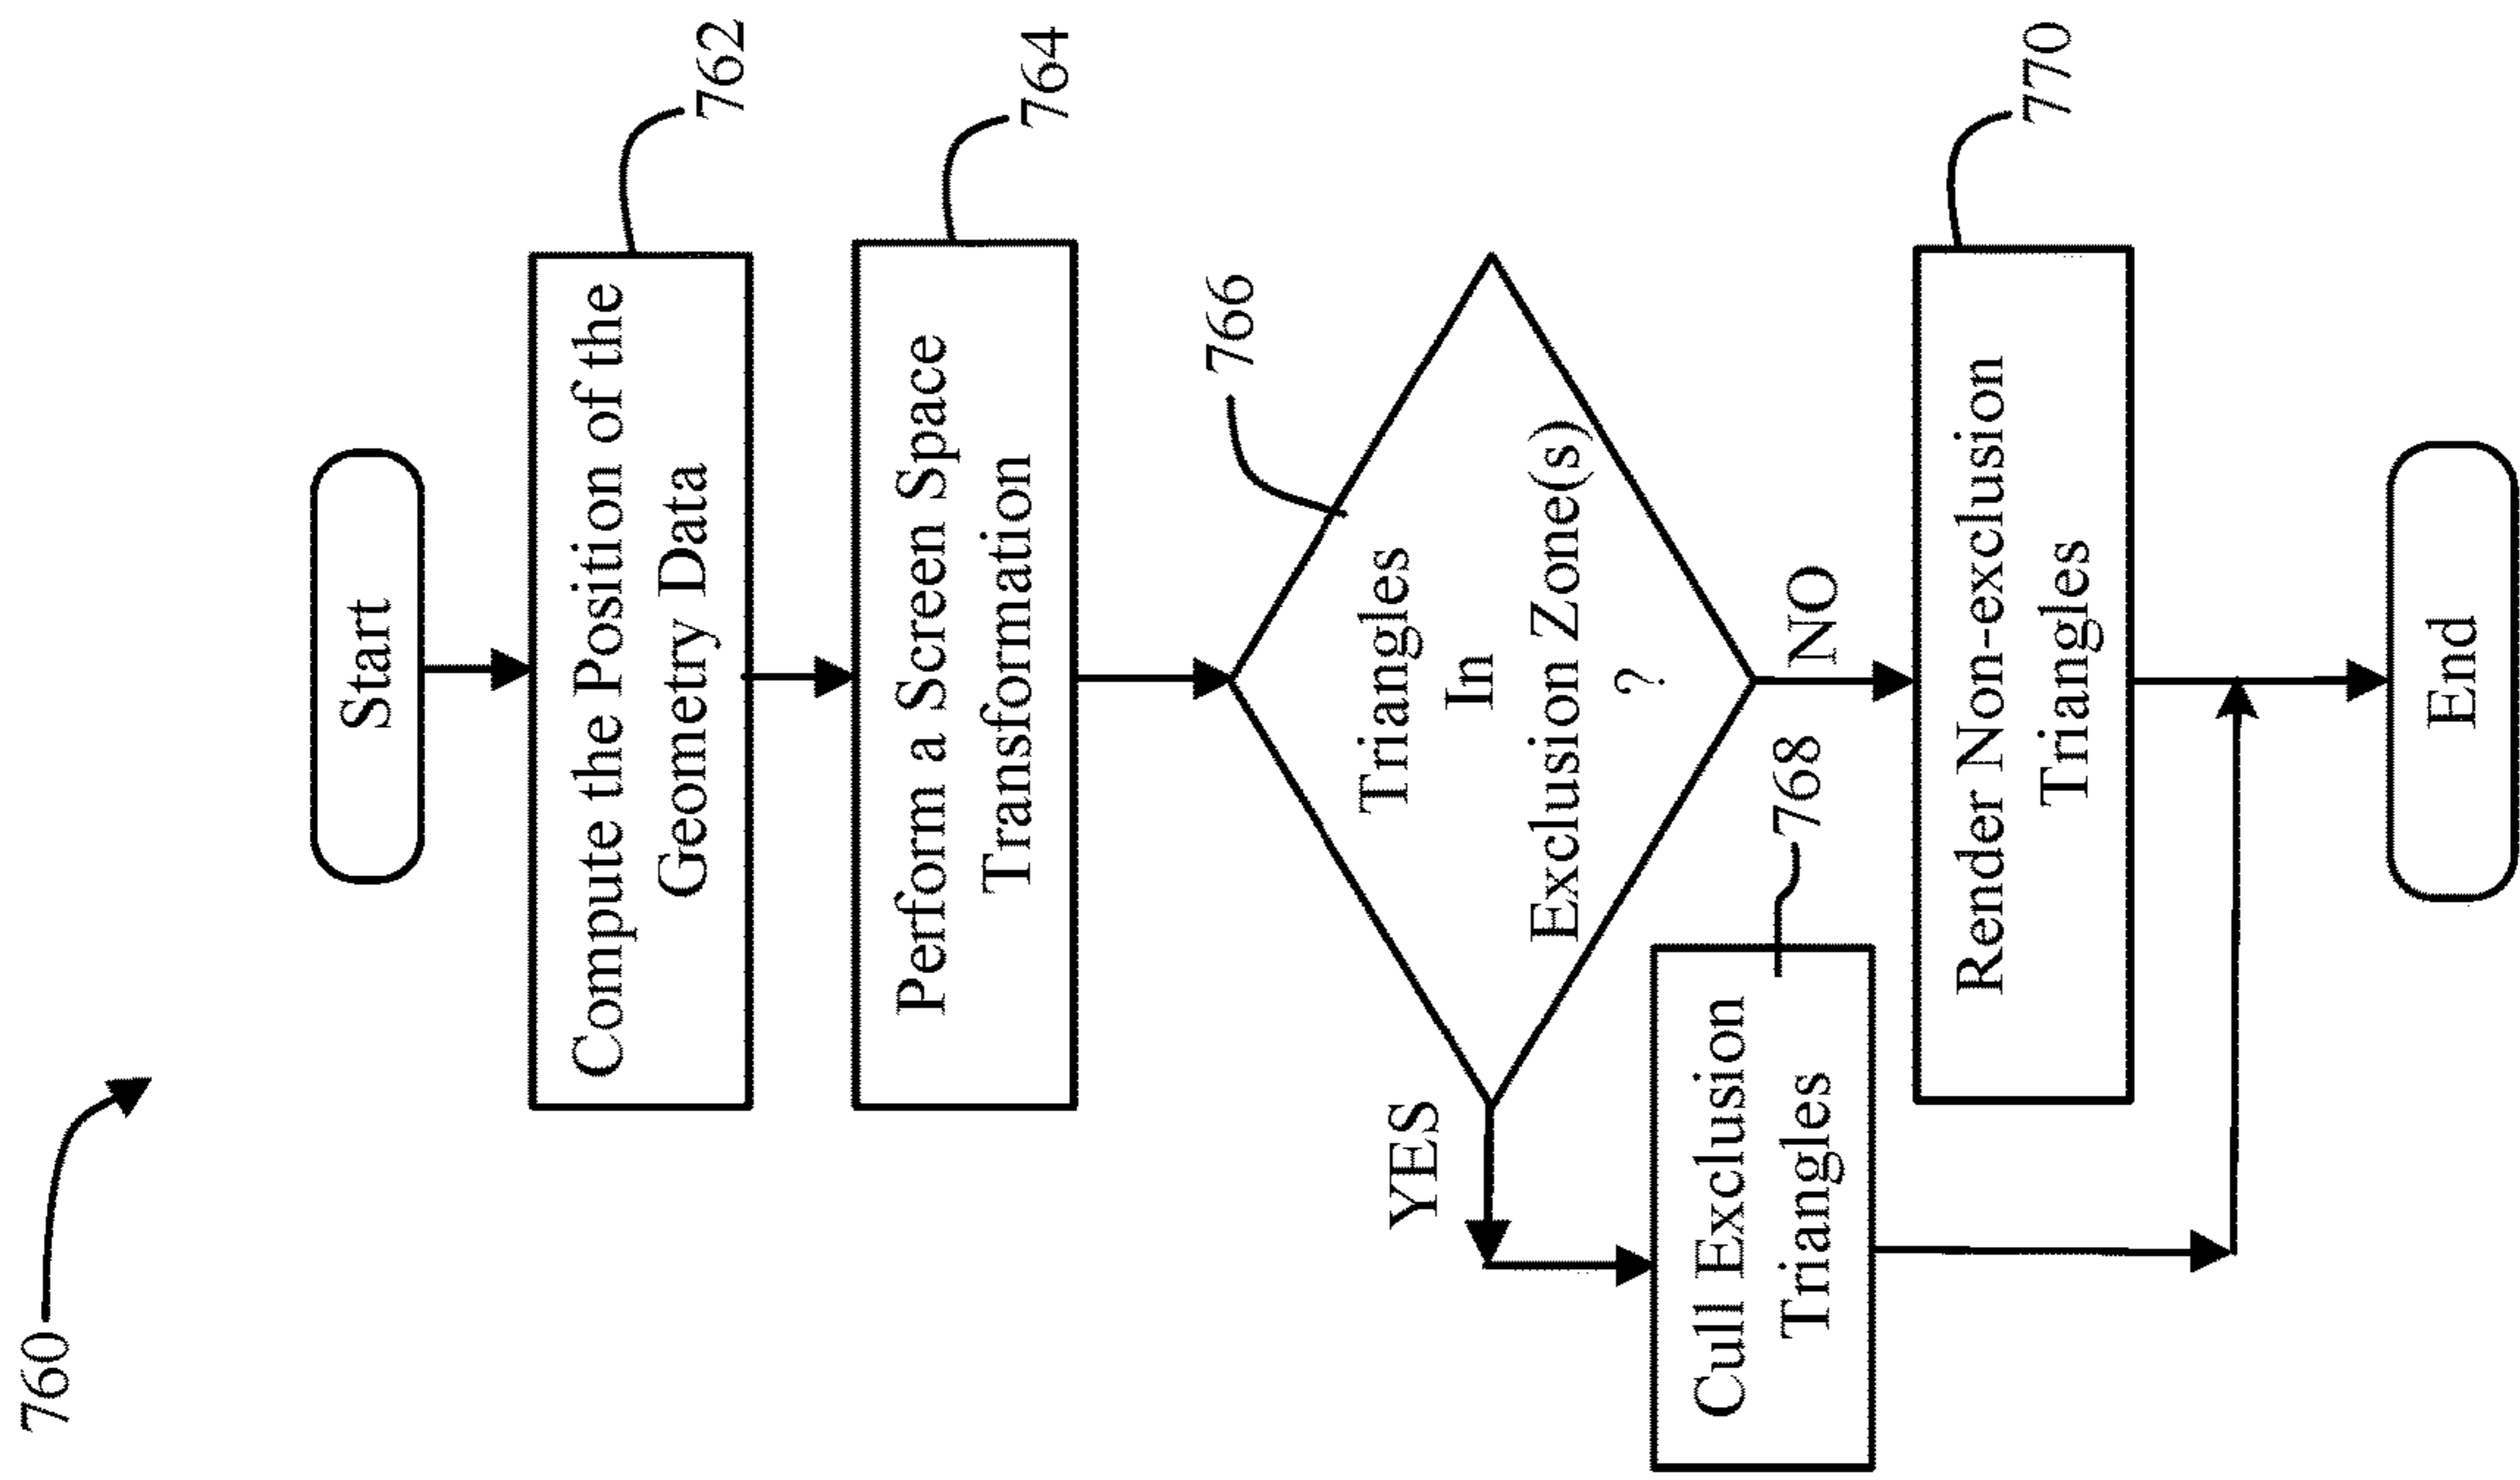 760
Start
Compute the Position of the
Geometry Data
762
Perform a Screen Space
Transformation
764
766
Triangles
In
Exclusion Zone(s)
?
YES
NO
Cull Exclusion
Triangles
768
Render Non-exclusion
Triangles
770
End